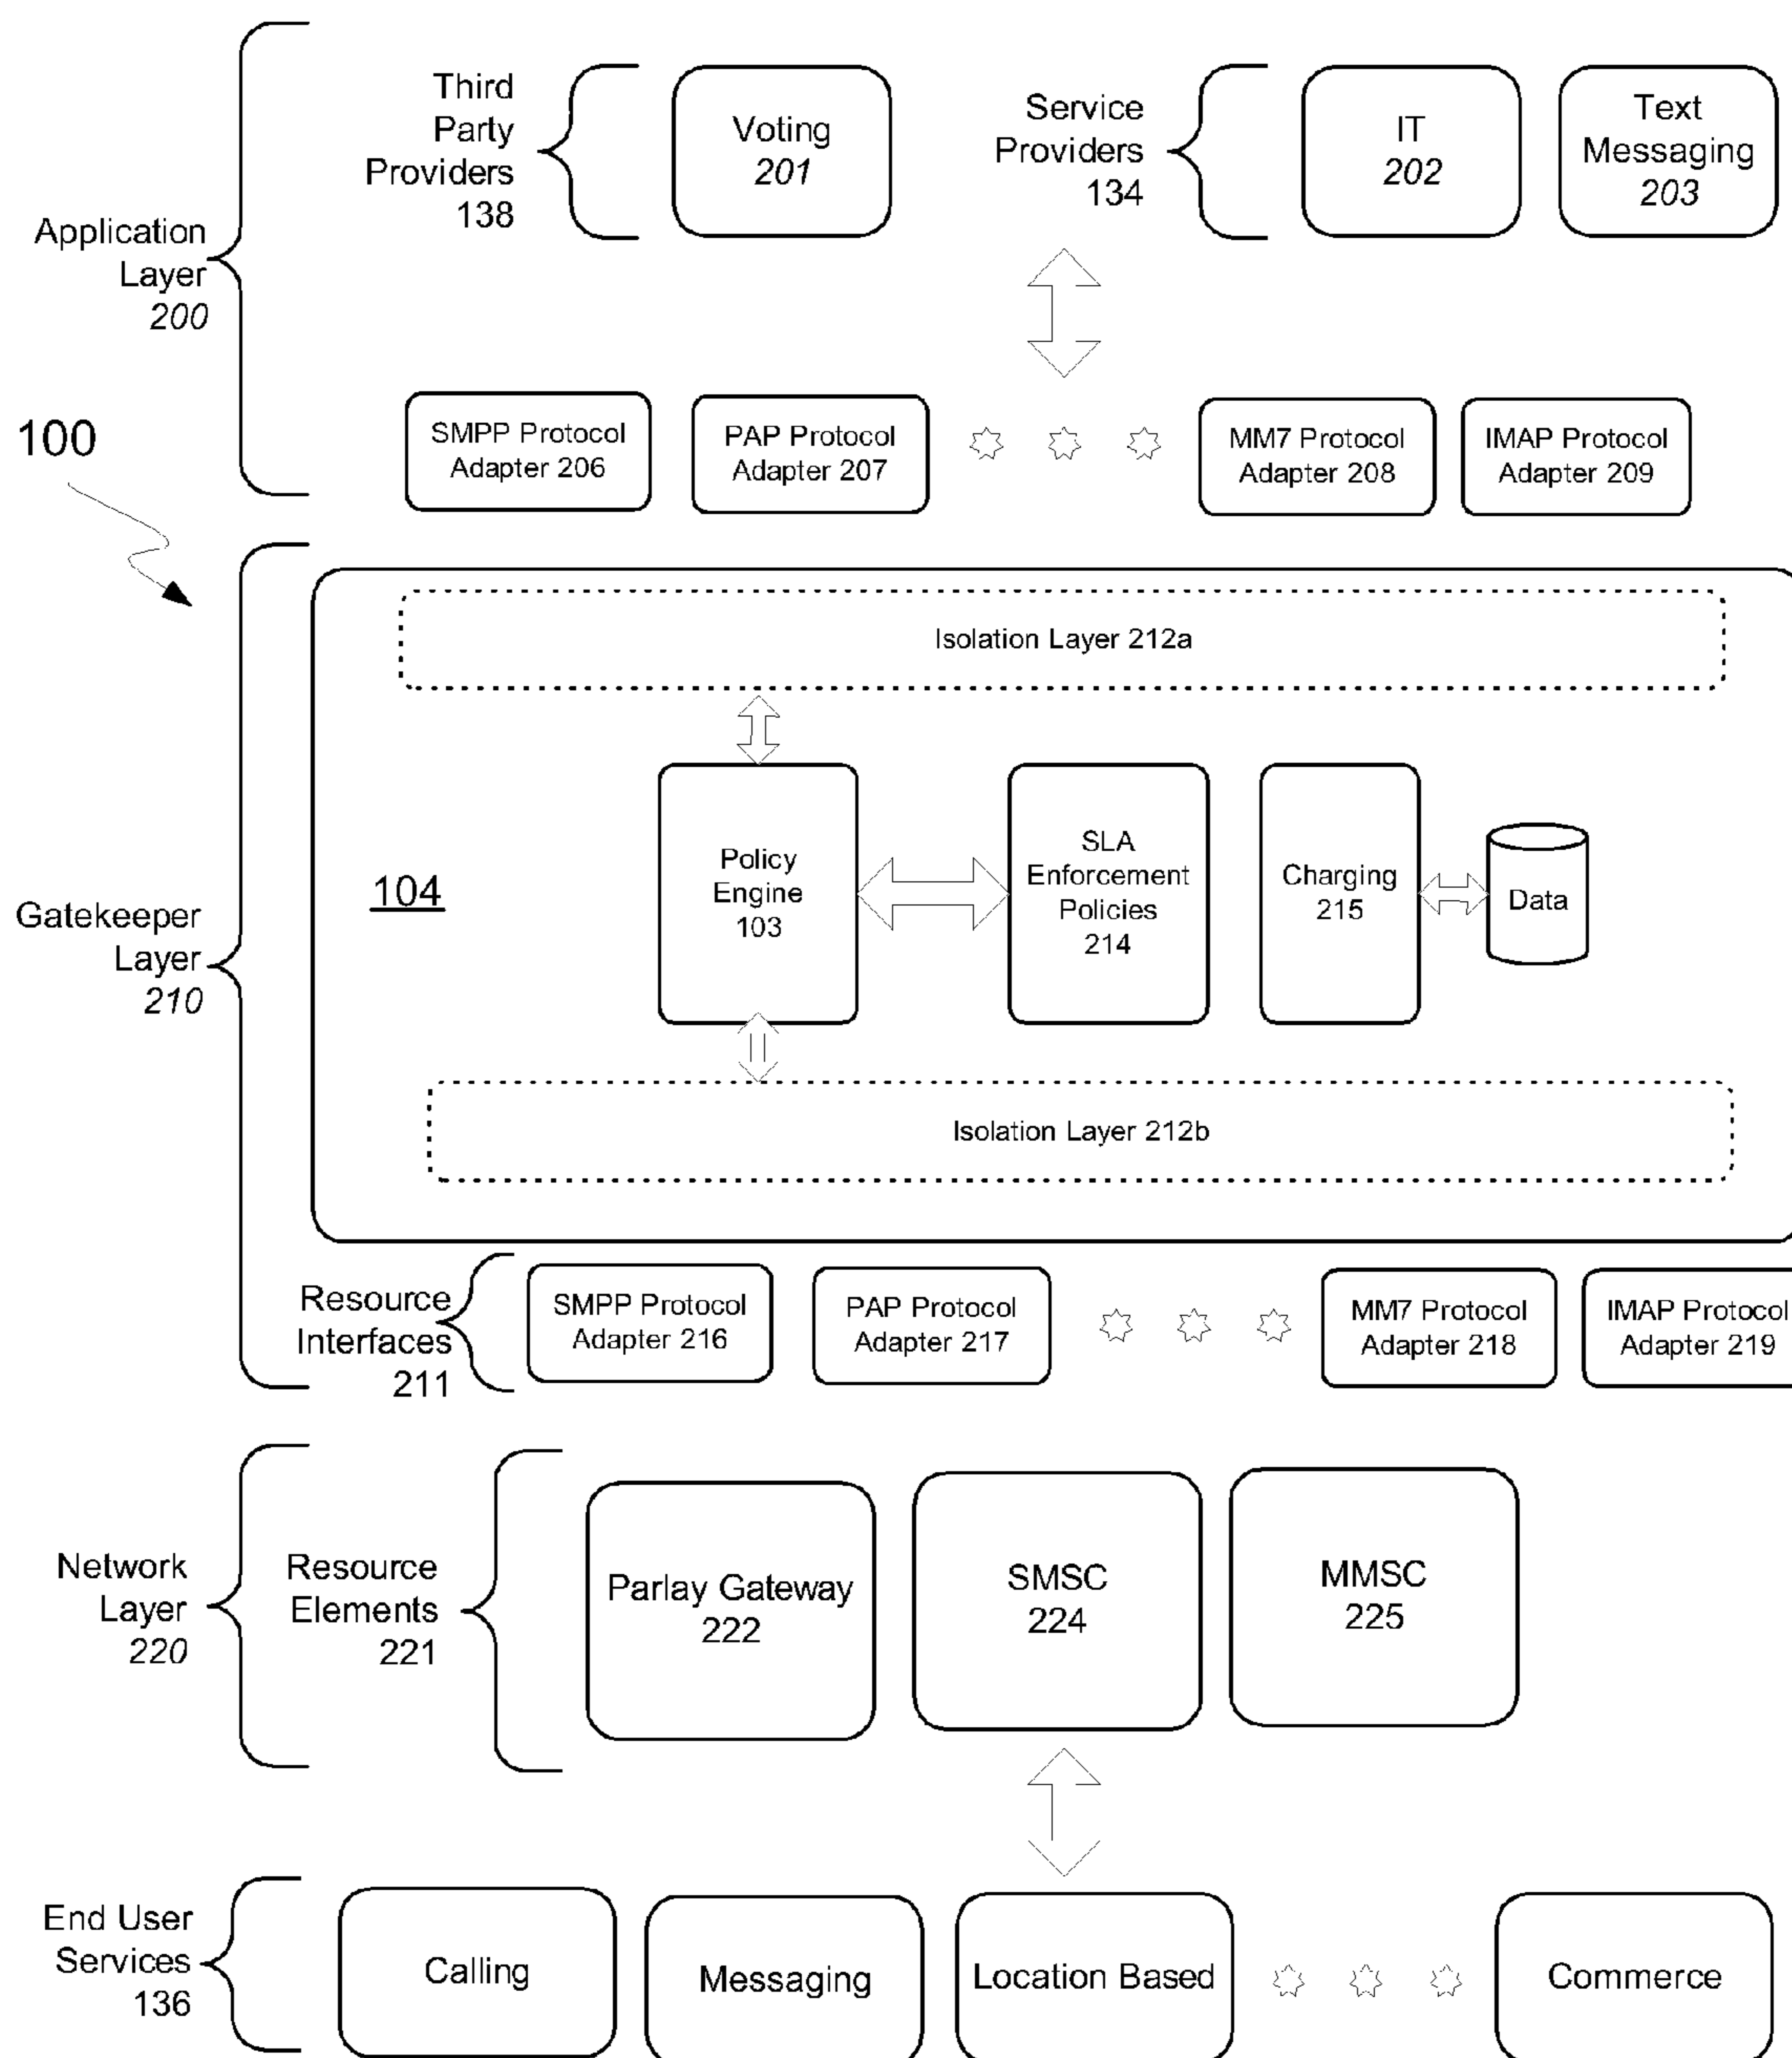 Third
Party
Providers
138
Voting
201
Service
Providers
134
IT
202
Text
Messaging
203
Application
Layer
200
100
SMPP Protocol
Adapter 206
PAP Protocol
Adapter 207
MM7 Protocol
Adapter 208
IMAP Protocol
Adapter 209
Isolation Layer 212a
Gatekeeper
Layer
210
104
Policy
Engine
103
SLA
Enforcement
Policies
214
Charging
215
Data
Isolation Layer 212b
Resource
Interfaces
211
SMPP Protocol
Adapter 216
PAP Protocol
Adapter 217
MM7 Protocol
Adapter 218
IMAP Protocol
Adapter 219
Network
Layer
220
Resource
Elements
221
Parlay Gateway
222
SMSC
224
MMSC
225
End User
Services
136
Calling
Messaging
Location Based
Commerce